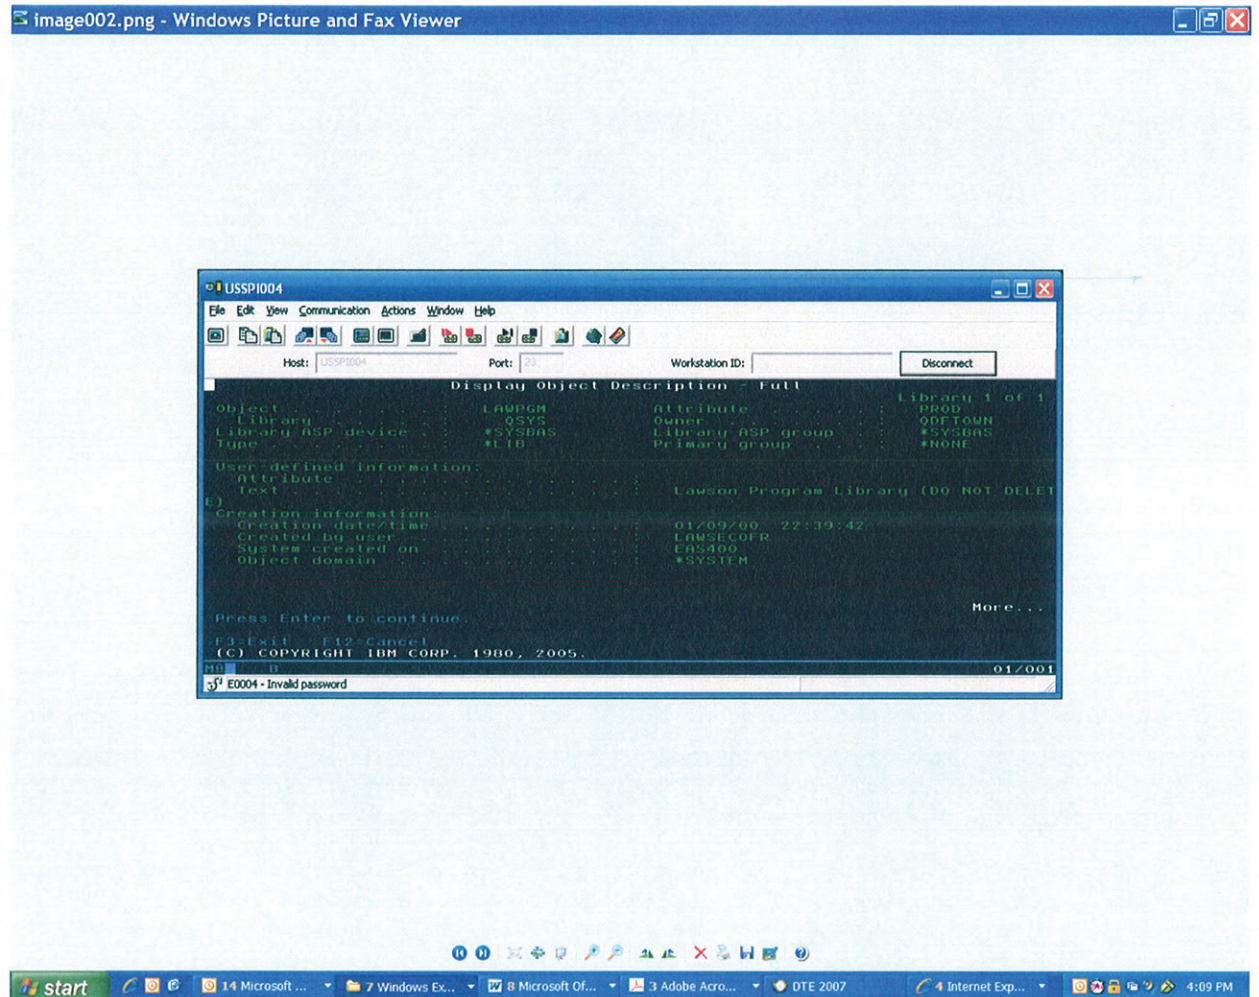 image002.png - Windows Picture and Fax Viewer
USSPI004
File Edit View Communication Actions Window Help
Host: USSPI004 Port: 23 Workstation ID: Disconnect
Display Object Description - Full
Library 1 of 1
Object . . . . . . . : LAWPGM Attribute . . . . . : PROD
Library . . . . . : QSYS Owner . . . . . . . : QDFTOWN
Library ASP device . : *SYSBAS Library ASP group . : *SYSBAS
Type . . . . . . . . : *LIB Primary group . . . : *NONE
User-defined information:
Attribute . . . . . . . . . . . . . :
Text . . . . . . . . . . . . . . . : Lawson Program Library (DO NOT DELET
E)
Creation information:
Creation date/time . . . . . . . . : 01/09/00 22:39:42
Created by user . . . . . . . . . . : LAWSECOFR
System created on . . . . . . . . . : EAS400
Object domain . . . . . . . . . . . : *SYSTEM
More...
Press Enter to continue.
F3=Exit F12=Cancel
(C) COPYRIGHT IBM CORP. 1980, 2005.
MA B 01/001
E0004 - Invalid password
start 14 Microsoft ... 7 Windows Ex... 8 Microsoft Of... 3 Adobe Acro... DTE 2007 4 Internet Exp... 4:09 PM